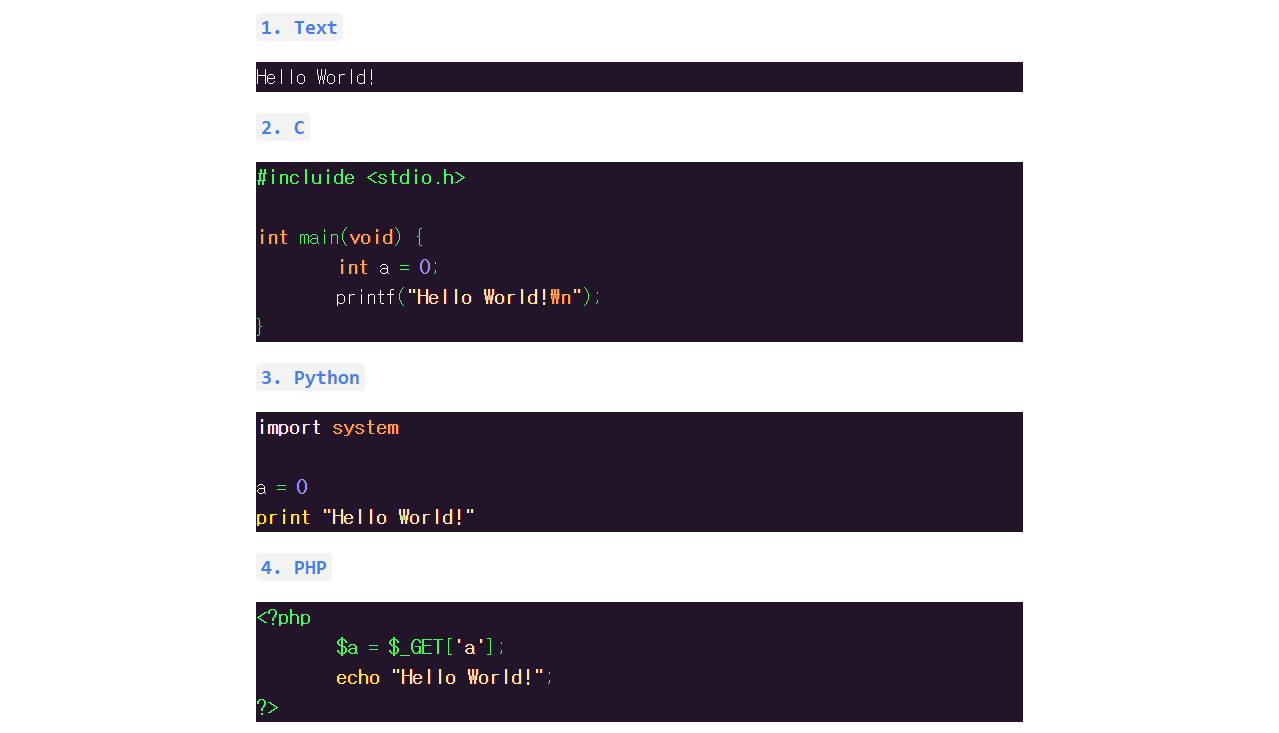 1. Text
Hello World!
2. C
#incluide <stdio.h>
int main(void) {
int a = 0;
printf("Hello World!₩n");
}
3. Python
import system
a = 0
print "Hello World!"
4. PHP
<?php
$a = $_GET['a'];
echo "Hello World!";
?>